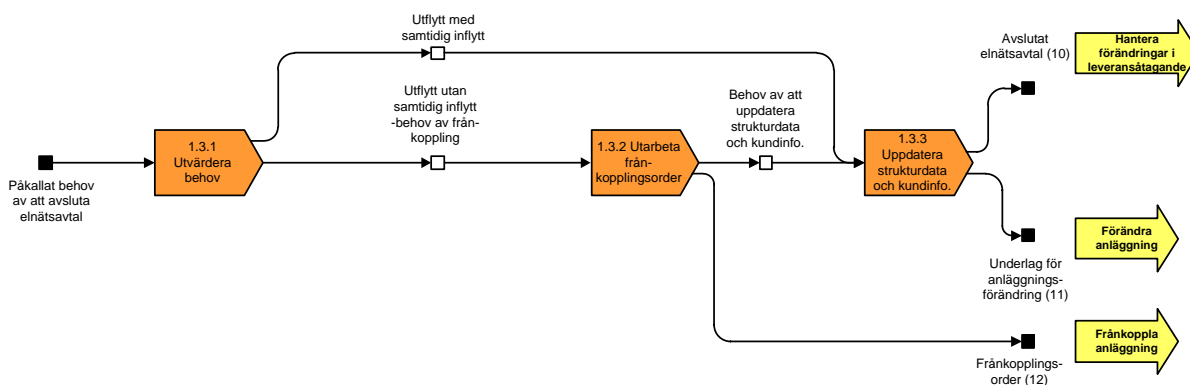 Utflytt med
samtidig inflytt
Avslutat
elnätsavtal (10)
Hantera
förändringar i
leveransåtagande
Utflytt utan
samtidig inflytt
-behov av från-
koppling
Behov av att
uppdatera
strukturdata
och kundinfo.
1.3.1
Utvärdera
behov
1.3.2 Utarbeta
från-
kopplingsorder
1.3.3
Uppdatera
strukturdata
och kundinfo.
Påkallat behov
av att avsluta
elnätsavtal
Förändra
anläggning
Underlag för
anläggnings-
förändring (11)
Frånkoppla
anläggning
Frånkopplings-
order (12)